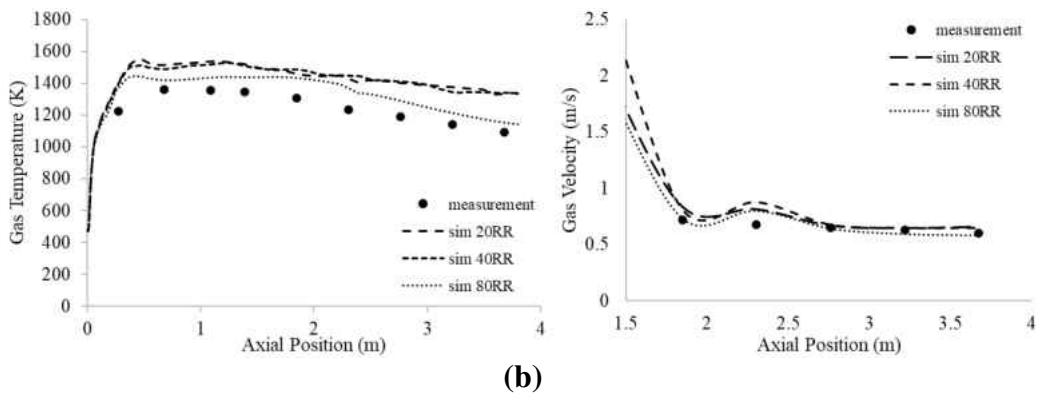 1800
1600
1400
1200
1000
800
600
400
200
0
Gas Temperature (K)
measurement
sim 20RR
sim 40RR
sim 80RR
0 1 2 3 4
Axial Position (m)
2.5
2
1.5
1
0.5
0
Gas Velocity (m/s)
measurement
sim 20RR
sim 40RR
sim 80RR
1.5 2 2.5 3 3.5 4
Axial Position (m)
(b)